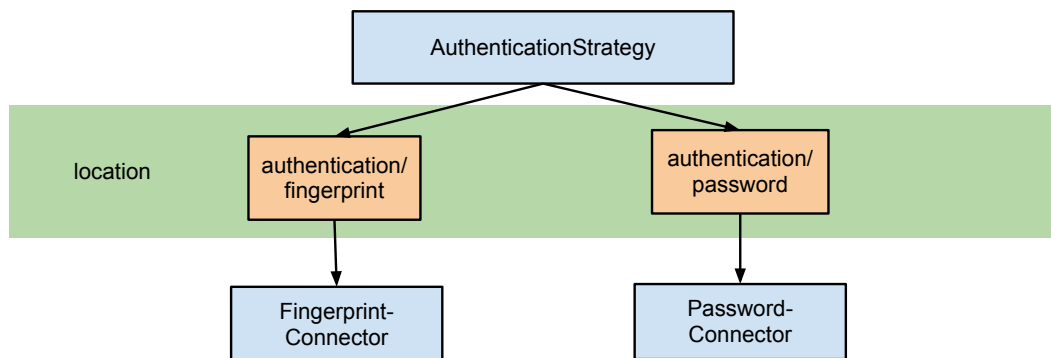 AuthenticationStrategy
location
authentication/
fingerprint
authentication/
password
Fingerprint-
Connector
Password-
Connector